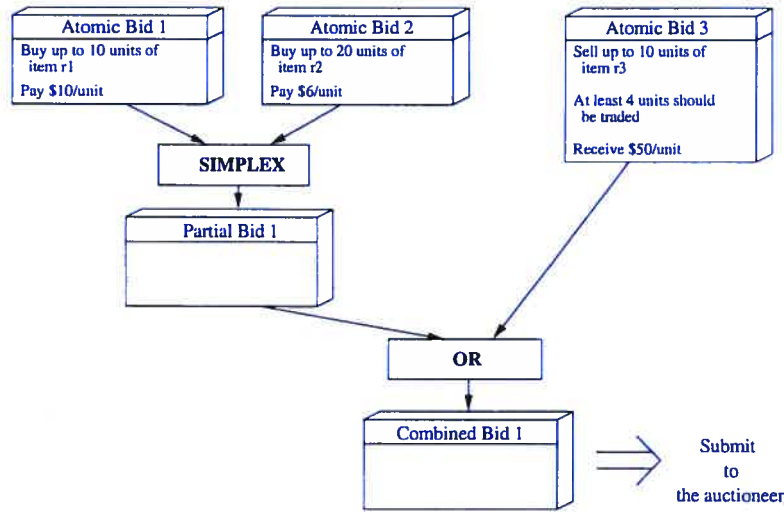 Atomic Bid 1
Buy up to 10 units of
item r1
Pay $10/unit
Atomic Bid 2
Buy up to 20 units of
item r2
Pay $6/unit
Atomic Bid 3
Sell up to 10 units of
item r3
At least 4 units should
be traded
Receive $50/unit
SIMPLEX
Partial Bid 1
OR
Combined Bid 1
Submit
to
the auctioneer